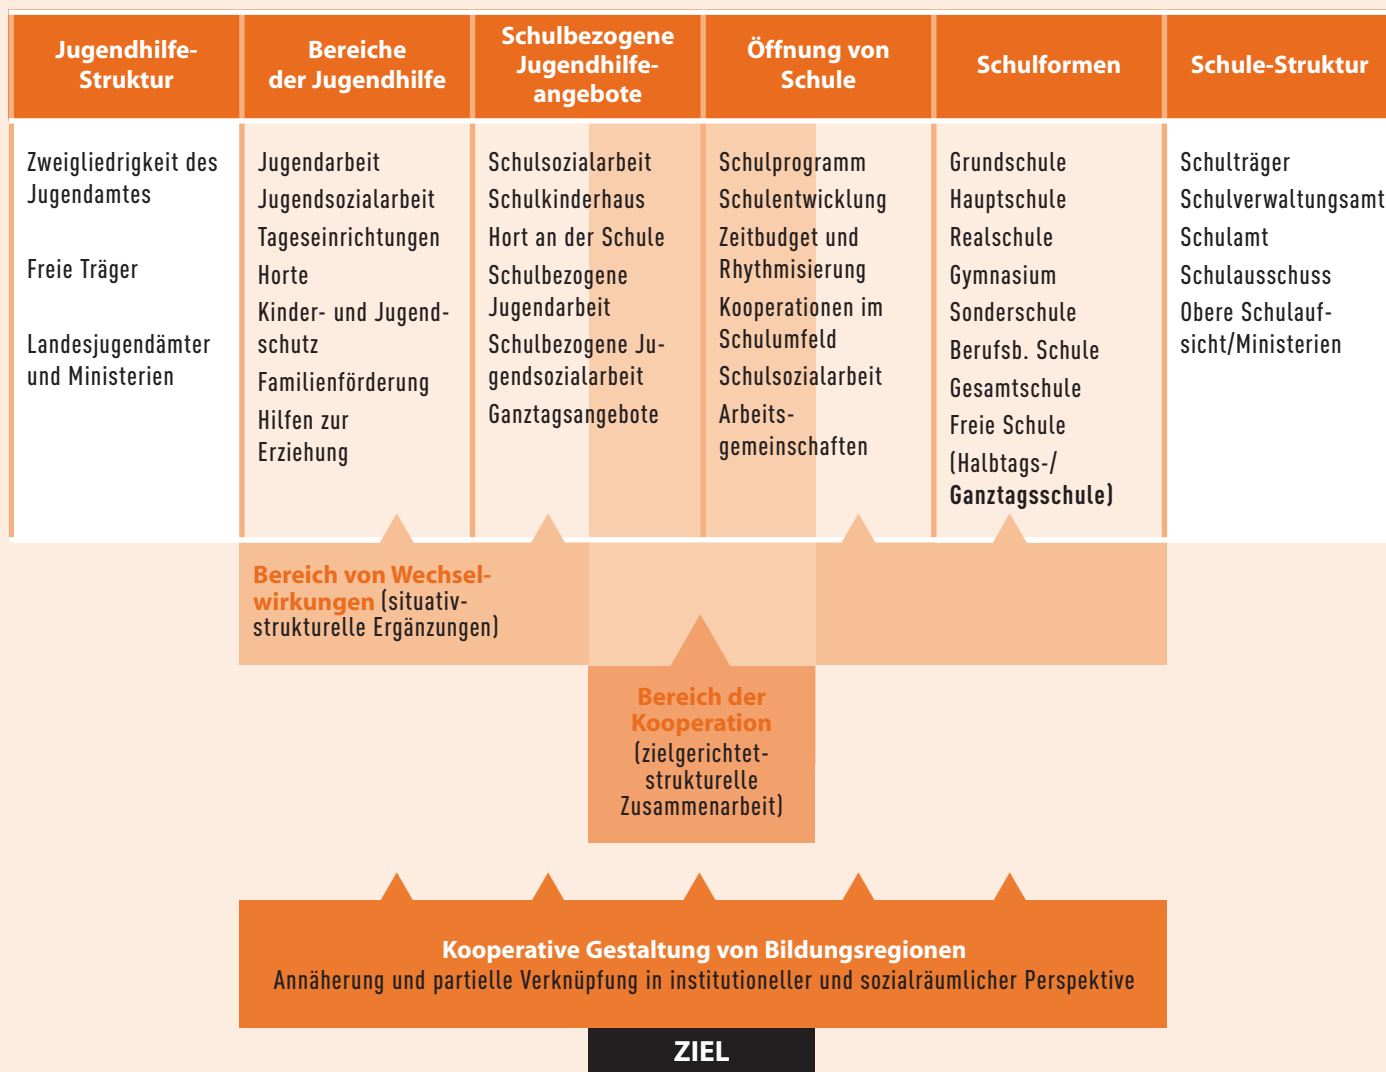 Jugendhilfe-
Struktur
Bereiche
der Jugendhilfe
Schulbezogene
Jugendhilfe-
angebote
Öffnung von
Schule
Schulformen
Schule-Struktur
Zweigliedrigkeit des
Jugendamtes
Freie Träger
Landesjugendämter
und Ministerien
Jugendarbeit
Jugendsozialarbeit
Tageseinrichtungen
Horte
Kinder- und Jugend-
schutz
Familienförderung
Hilfen zur
Erziehung
Schulsozialarbeit
Schulkinderhaus
Hort an der Schule
Schulbezogene
Jugendarbeit
Schulbezogene Ju-
gendsozialarbeit
Ganztagsangebote
Schulprogramm
Schulentwicklung
Zeitbudget und
Rhythmisierung
Kooperationen im
Schulumfeld
Schulsozialarbeit
Arbeits-
gemeinschaften
Grundschule
Hauptschule
Realschule
Gymnasium
Sonderschule
Berufsb. Schule
Gesamtschule
Freie Schule
(Halbtags-/
Ganztagsschule)
Schulträger
Schulverwaltungsamt
Schulamt
Schulausschuss
Obere Schulauf-
sicht/Ministerien
Bereich von Wechsel-
wirkungen (situativ-
strukturelle Ergänzungen)
Bereich der
Kooperation
(zielgerichtet-
strukturelle
Zusammenarbeit)
Kooperative Gestaltung von Bildungsregionen
Annäherung und partielle Verknüpfung in institutioneller und sozialräumlicher Perspektive
ZIEL